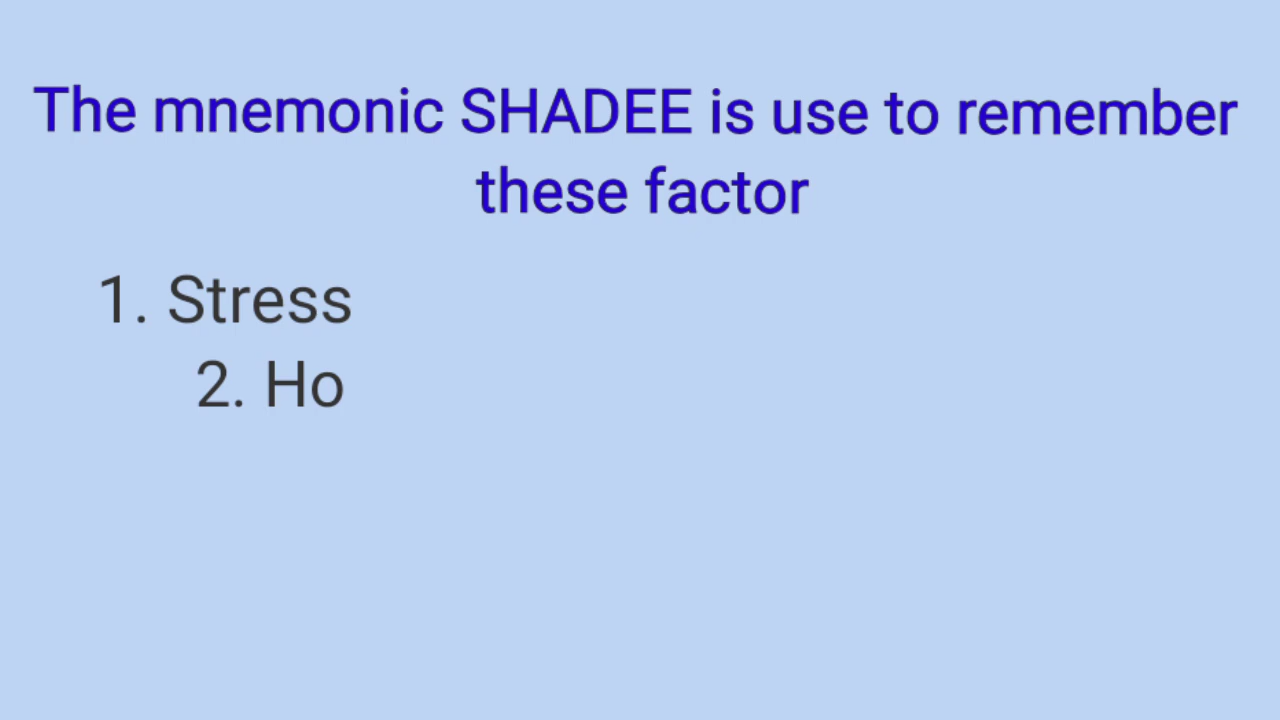 The mnemonic SHADEE is use to remember
these factor
1. Stress
2. Ho